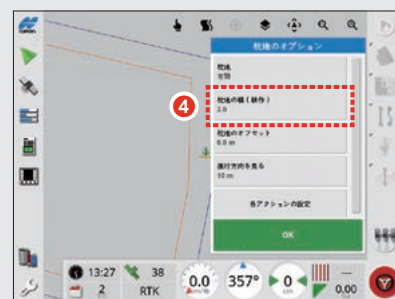 TOPCON
枕地のオプション
枕地
有効
枕地の幅(耕作)
2.0
枕地のオフセット
0.0 m
進行方向を見る
10 m
各アクションの設定
OK
4
13:27
38
2
RTK
0.0
357°
0
---
0.00